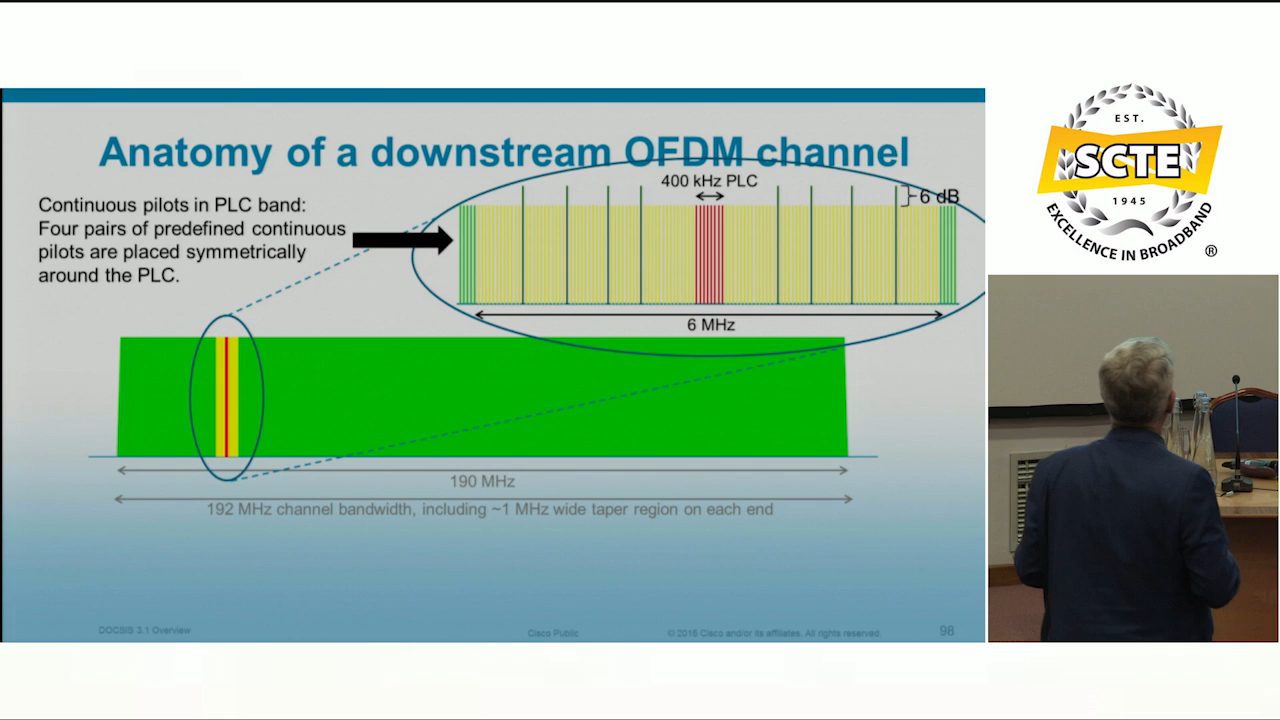 Anatomy of a downstream OFDM channel
Continuous pilots in PLC band:
Four pairs of predefined continuous
pilots are placed symmetrically
around the PLC.
400 kHz PLC
6 dB
6 MHz
190 MHz
192 MHz channel bandwidth, including ~1 MHz wide taper region on each end
DOCSIS 3.1 Overview
Cisco Public
© 2016 Cisco and/or its affiliates. All rights reserved.
98
EST.
SCTE
1945
EXCELLENCE IN BROADBAND
®